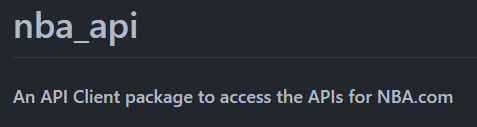 nba_api
An API Client package to access the APIs for NBA.com